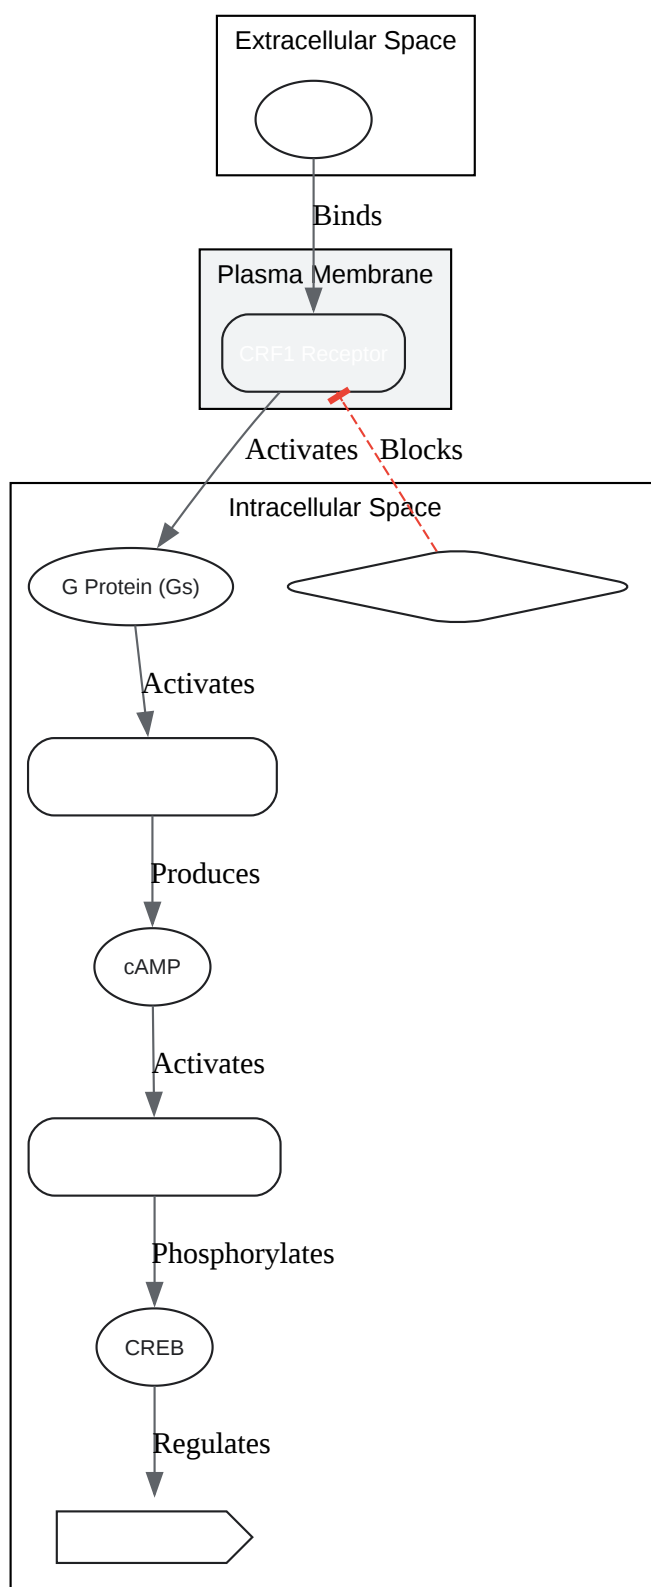 Extracellular Space
Binds
Plasma Membrane
CRF1 Receptor
Activates
Blocks
Intracellular Space
G Protein (Gs)
Activates
Produces
cAMP
Activates
Phosphorylates
CREB
Regulates